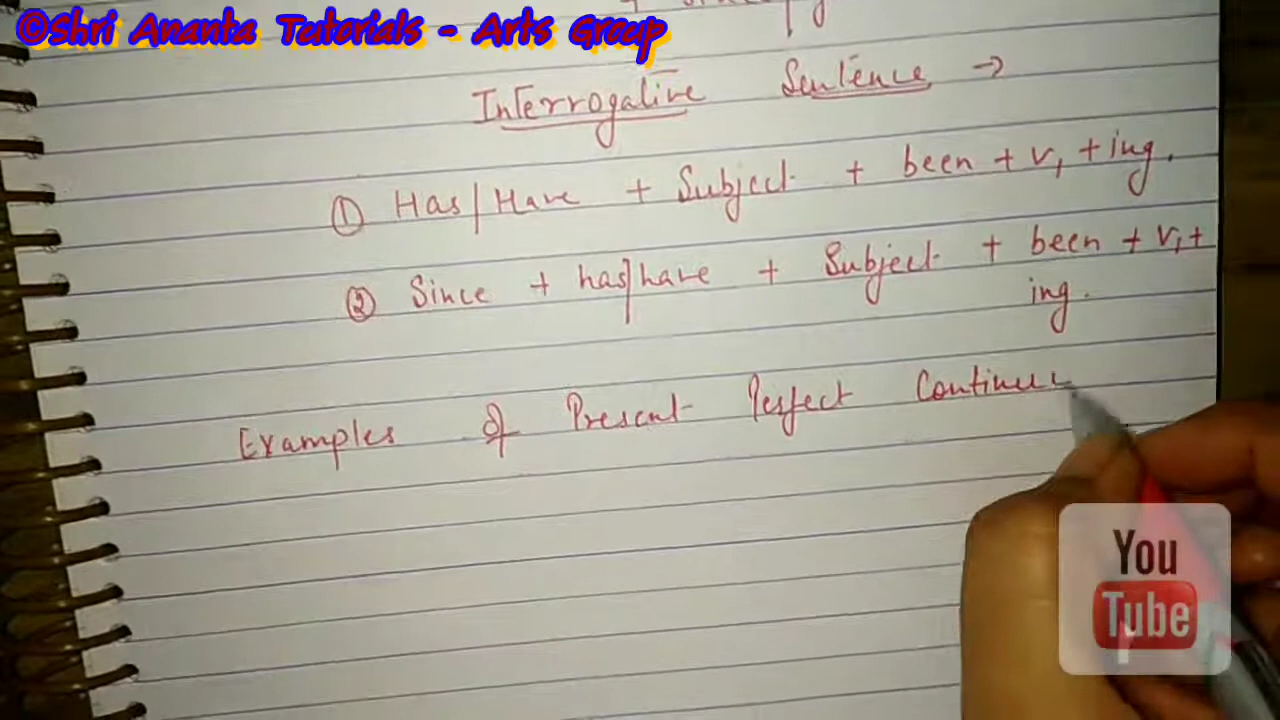 ©Shri Ananta Tutorials - Arts Group
Interrogative Sentence →
① Has/Have + Subject + been + V1 + ing.
② Since + has/have + Subject + been + V1 +
ing.
Examples of Present Perfect Continuu
You
Tube